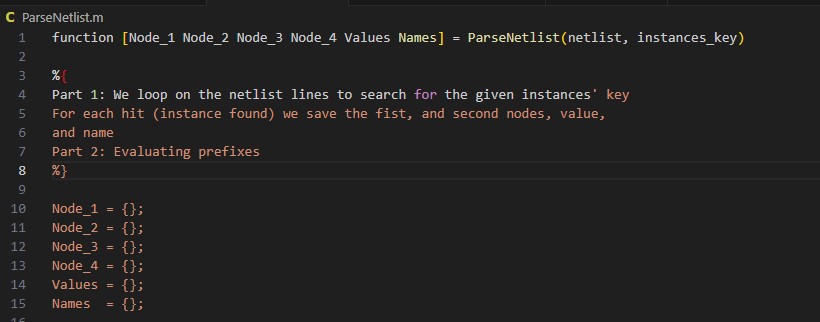 C ParseNetlist.m
1 function [Node_1 Node_2 Node_3 Node_4 Values Names] = ParseNetlist(netlist, instances_key)
2
3 %{
4 Part 1: We loop on the netlist lines to search for the given instances' key
5 For each hit (instance found) we save the fist, and second nodes, value,
6 and name
7 Part 2: Evaluating prefixes
8 %}
9
10 Node_1 = {};
11 Node_2 = {};
12 Node_3 = {};
13 Node_4 = {};
14 Values = {};
15 Names  = {};
16